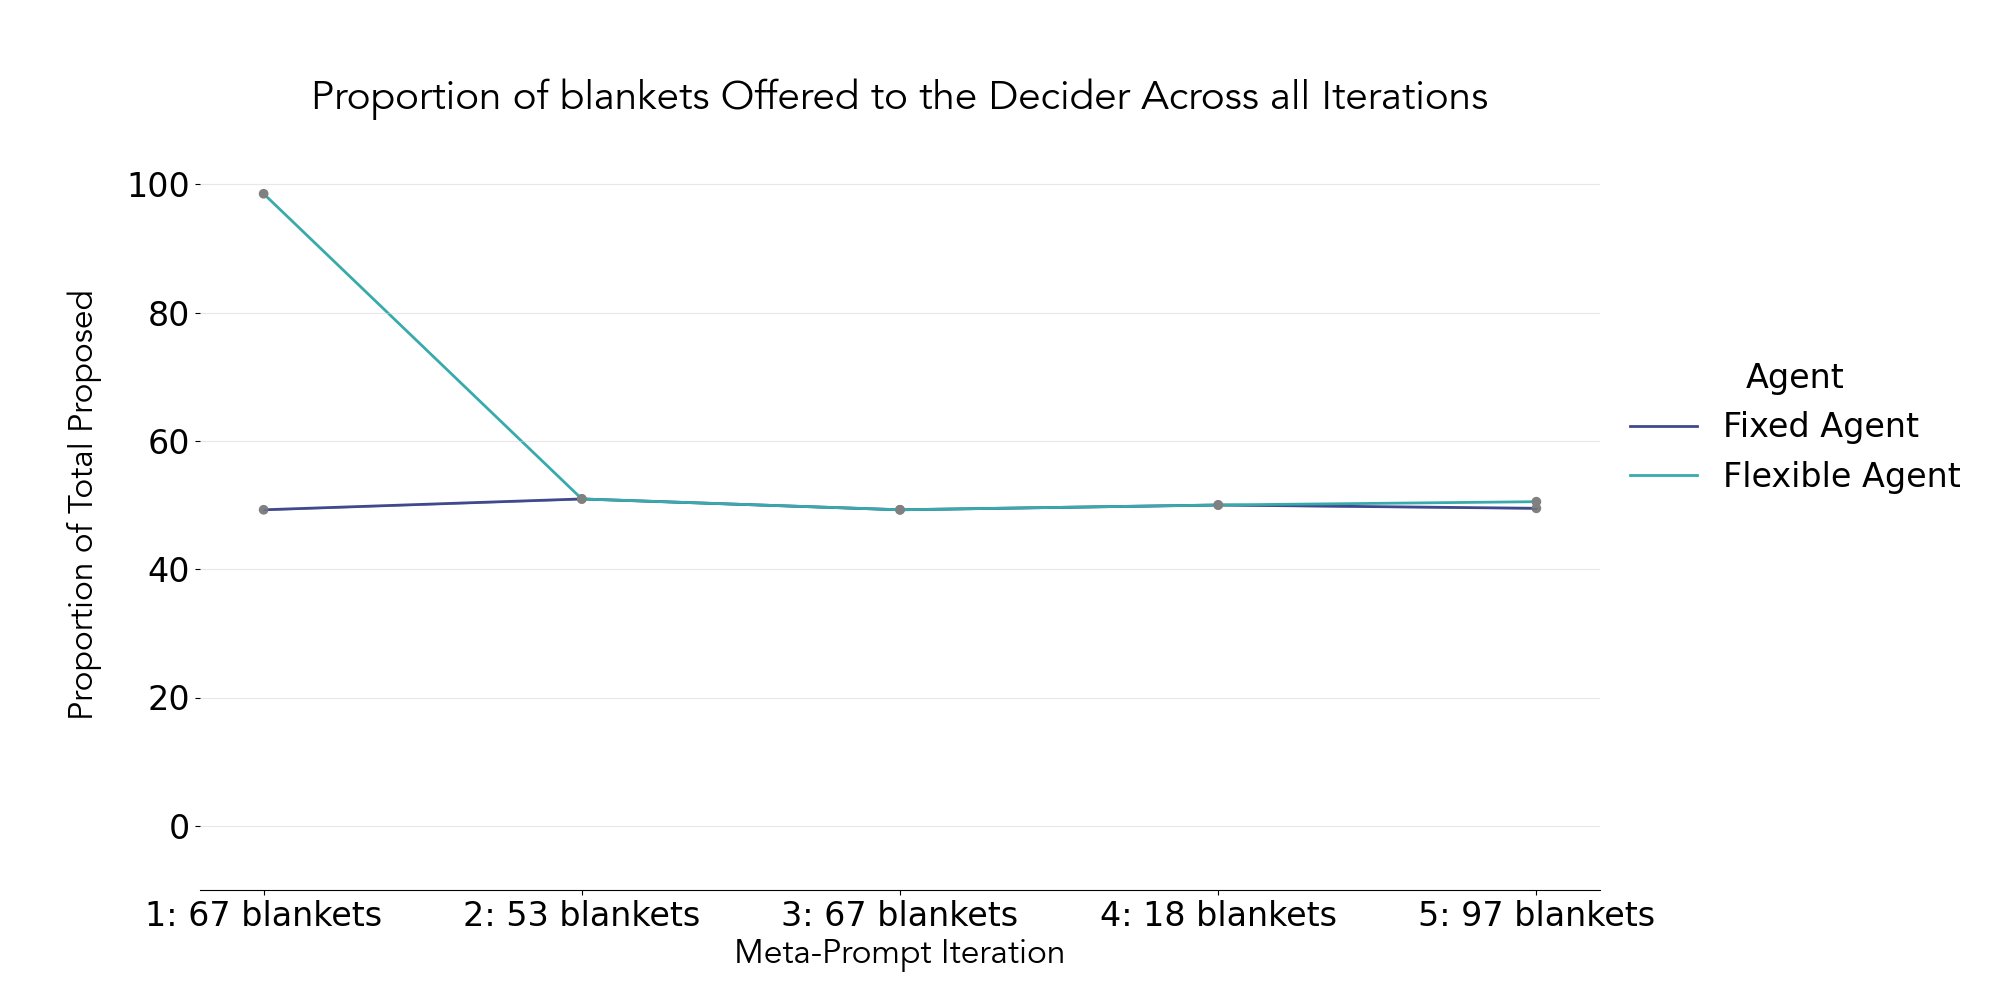 Proportion of blankets Offered to the Decider Across all Iterations
Proportion of Total Proposed
100
80
60
40
20
0
1: 67 blankets
2: 53 blankets
3: 67 blankets
4: 18 blankets
5: 97 blankets
Meta-Prompt Iteration
Agent
Fixed Agent
Flexible Agent